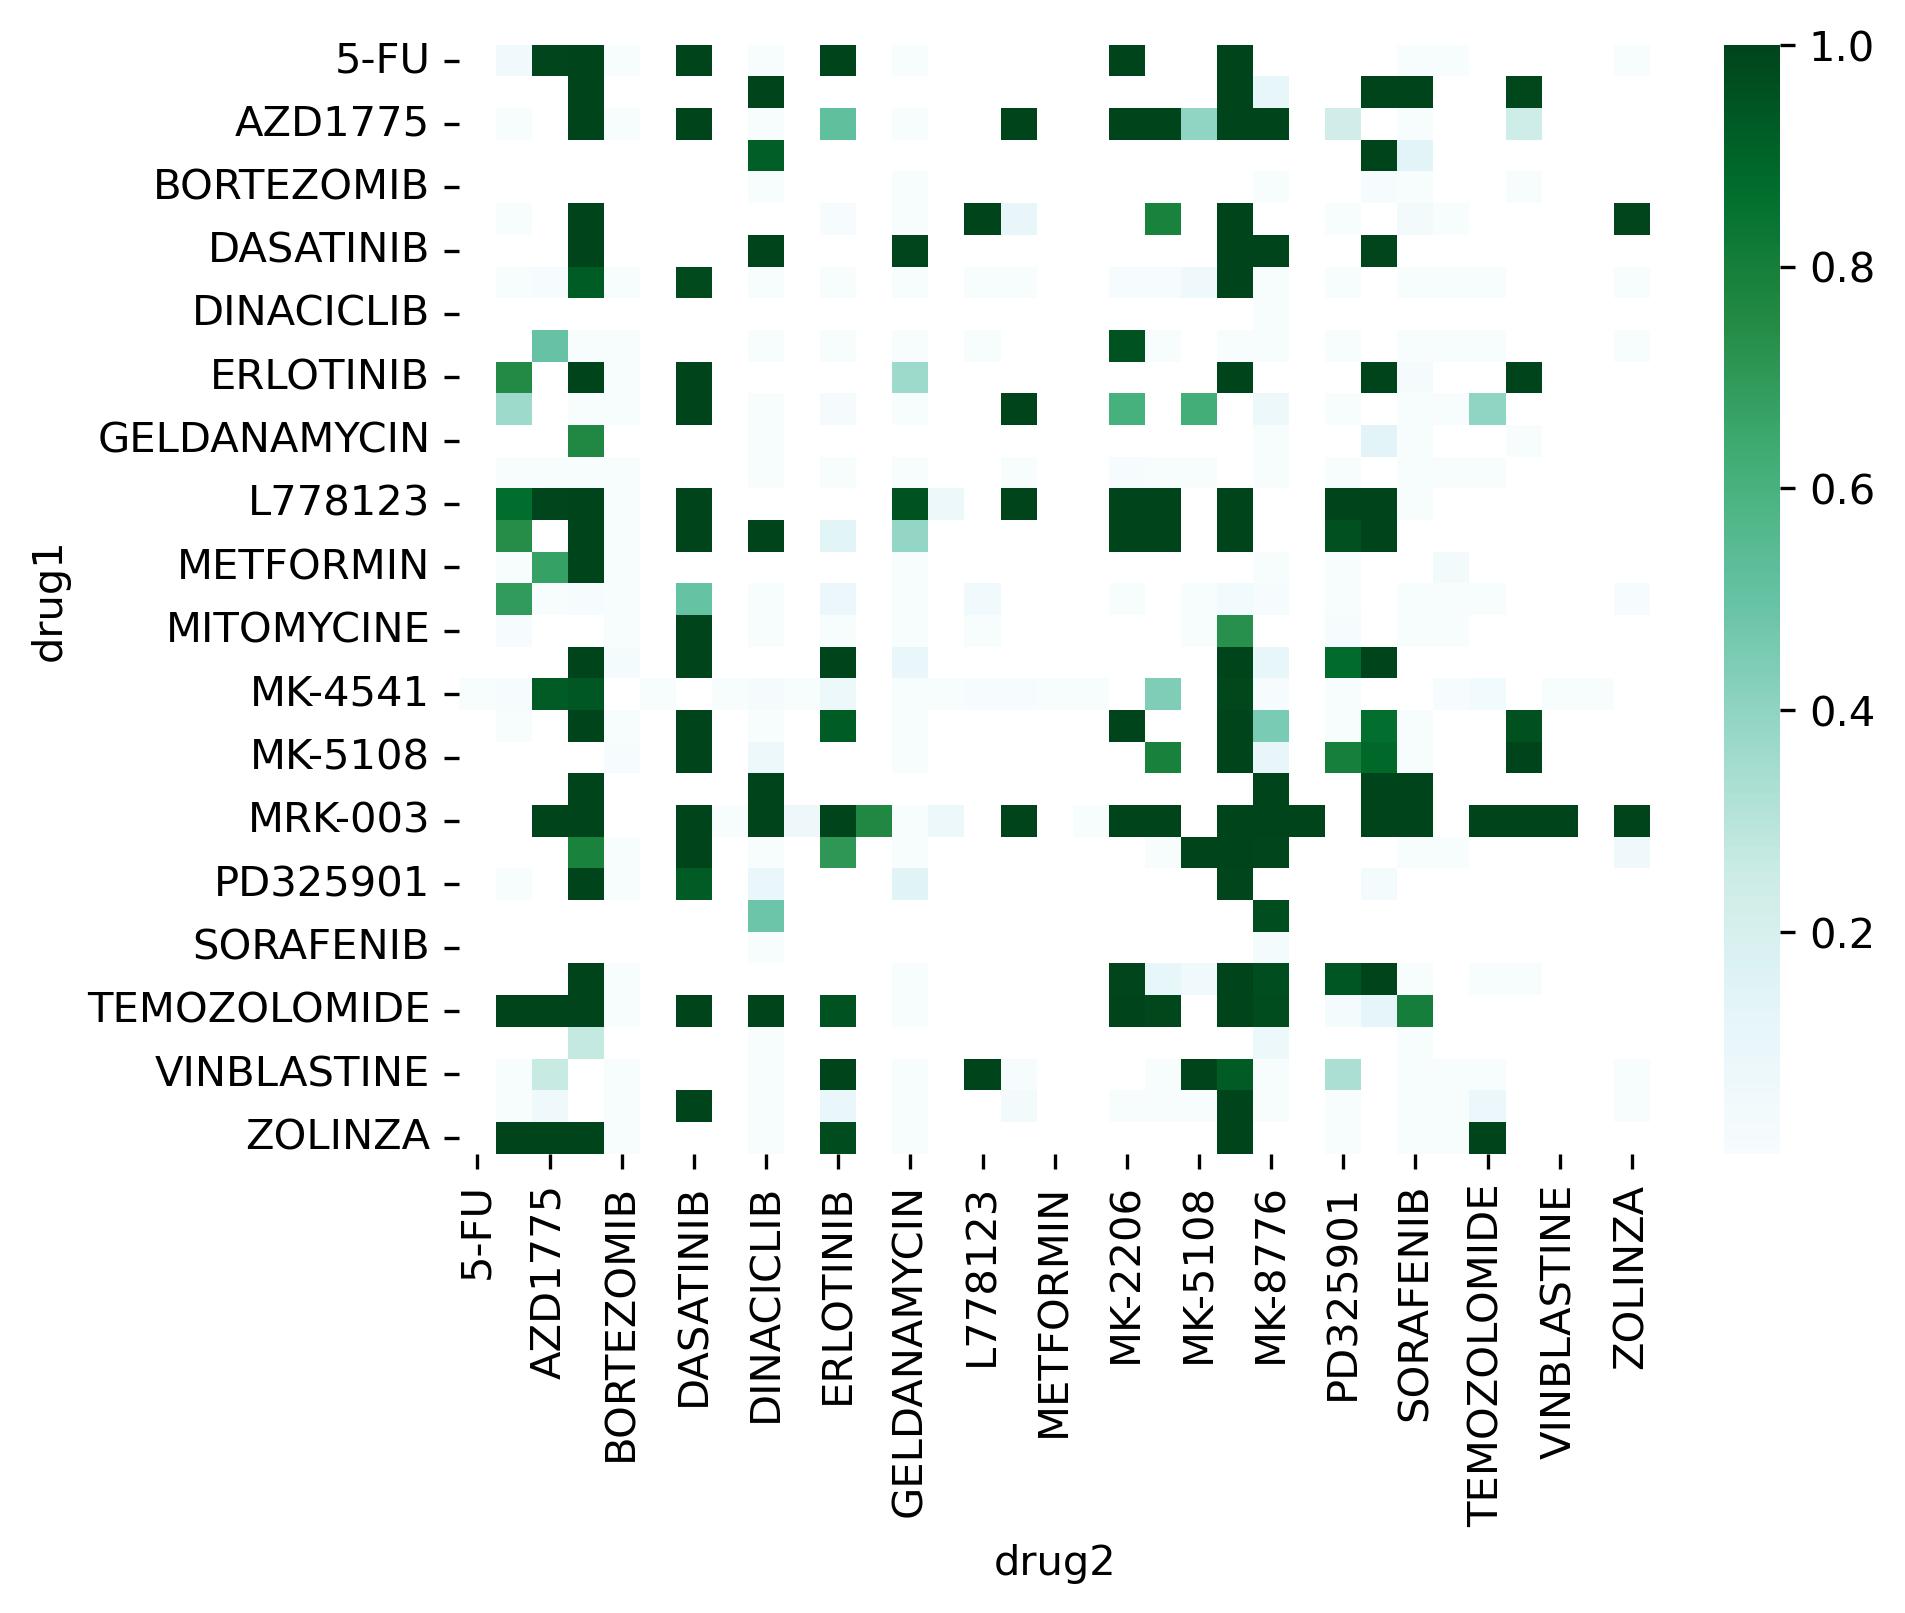 5-FU
AZD1775
BORTEZOMIB
DASATINIB
DINACICLIB
ERLOTINIB
GELDANAMYCIN
L778123
METFORMIN
MITOMYCINE
MK-4541
MK-5108
MRK-003
PD325901
SORAFENIB
TEMOZOLOMIDE
VINBLASTINE
ZOLINZA
drug1
5-FU
AZD1775
BORTEZOMIB
DASATINIB
DINACICLIB
ERLOTINIB
GELDANAMYCIN
L778123
METFORMIN
MK-2206
MK-5108
MK-8776
PD325901
SORAFENIB
TEMOZOLOMIDE
VINBLASTINE
ZOLINZA
drug2
1.0
0.8
0.6
0.4
0.2